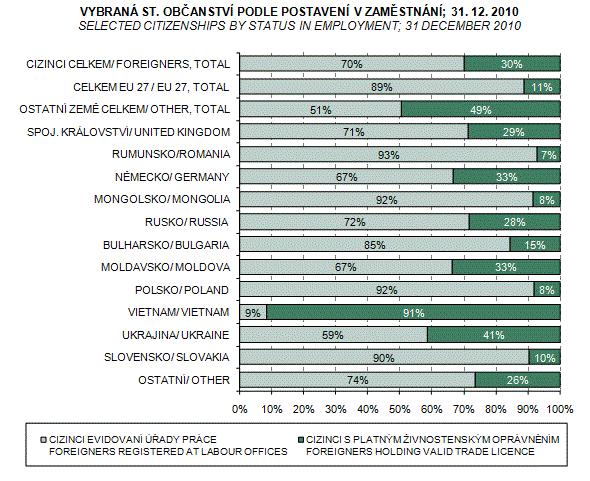 VYBRANÁ ST. OBČANSTVÍ PODLE POSTAVENÍ V ZAMĚSTNÁNÍ; 31. 12. 2010
SELECTED CITIZENSHIPS BY STATUS IN EMPLOYMENT; 31 DECEMBER 2010
CIZINCI CELKEM/ FOREIGNERS, TOTAL 70% 30%
CELKEM EU 27 / EU 27, TOTAL 89% 11%
OSTATNÍ ZEMĚ CELKEM/ OTHER, TOTAL 51% 49%
SPOJ. KRÁLOVSTVÍ/ UNITED KINGDOM 71% 29%
RUMUNSKO/ROMANIA 93% 7%
NĚMECKO/ GERMANY 67% 33%
MONGOLSKO/ MONGOLIA 92% 8%
RUSKO/ RUSSIA 72% 28%
BULHARSKO/ BULGARIA 85% 15%
MOLDAVSKO/ MOLDOVA 67% 33%
POLSKO/ POLAND 92% 8%
VIETNAM/ VIETNAM 9% 91%
UKRAJINA/ UKRAINE 59% 41%
SLOVENSKO/ SLOVAKIA 90% 10%
OSTATNÍ/ OTHER 74% 26%
0% 10% 20% 30% 40% 50% 60% 70% 80% 90% 100%
CIZINCI EVIDOVANÍ ÚŘADY PRÁCE
FOREIGNERS REGISTERED AT LABOUR OFFICES
CIZINCI S PLATNÝM ŽIVNOSTENSKÝM OPRÁVNĚNÍM
FOREIGNERS HOLDING VALID TRADE LICENCE